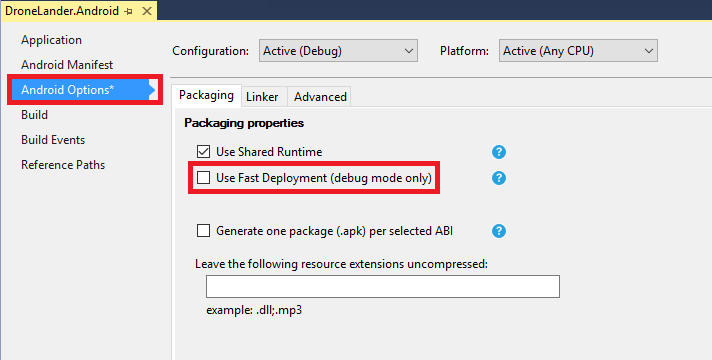 DroneLander.Android
Application
Android Manifest
Android Options*
Build
Build Events
Reference Paths
Configuration: Active (Debug) Platform: Active (Any CPU)
Packaging Linker Advanced
Packaging properties
Use Shared Runtime ?
Use Fast Deployment (debug mode only) ?
Generate one package (.apk) per selected ABI ?
Leave the following resource extensions uncompressed:
example: .dll;.mp3